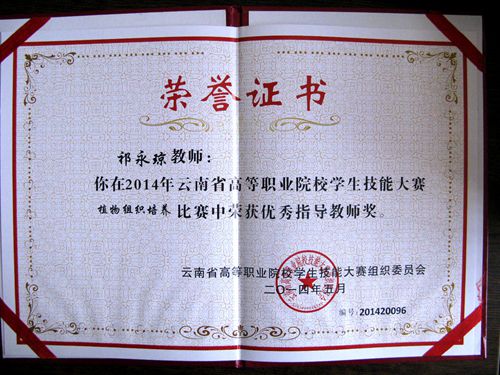 荣誉证书
祁永琼教师：
你在2014年云南省高等职业院校学生技能大赛
植物组织培养 比赛中荣获优秀指导教师奖。
云南省高等职业院校学生技能大赛组织委员会
二〇一四年五月
编号:201420096